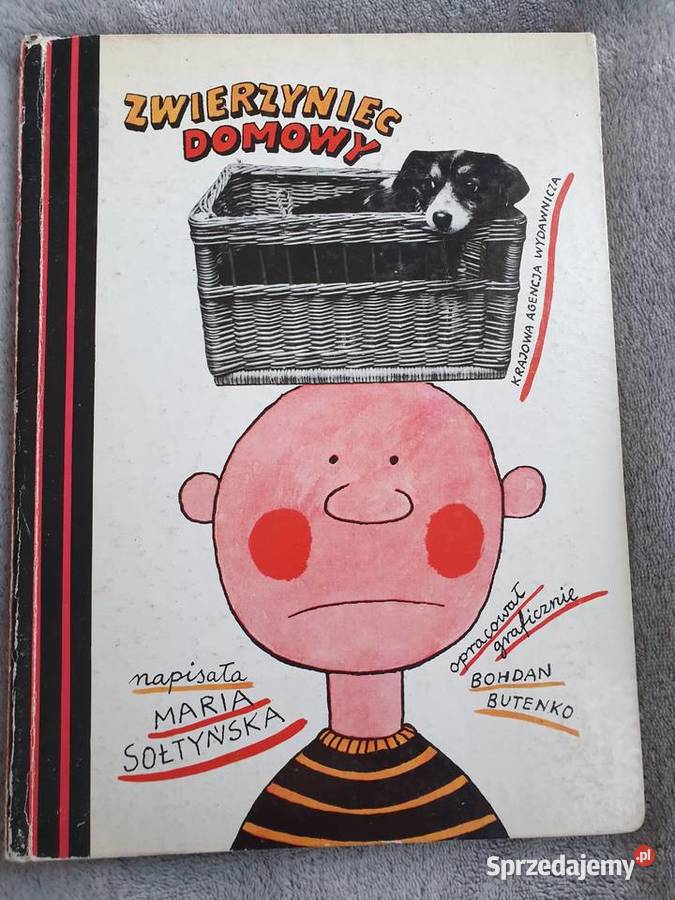 ZWIERZYNIEC
DOMOWY
KRAJOWA AGENCJA WYDAWNICZA
napisała
MARIA
SOŁTYŃSKA
opracował
graficznie
BOHDAN
BUTENKO
Sprzedajemy.pl